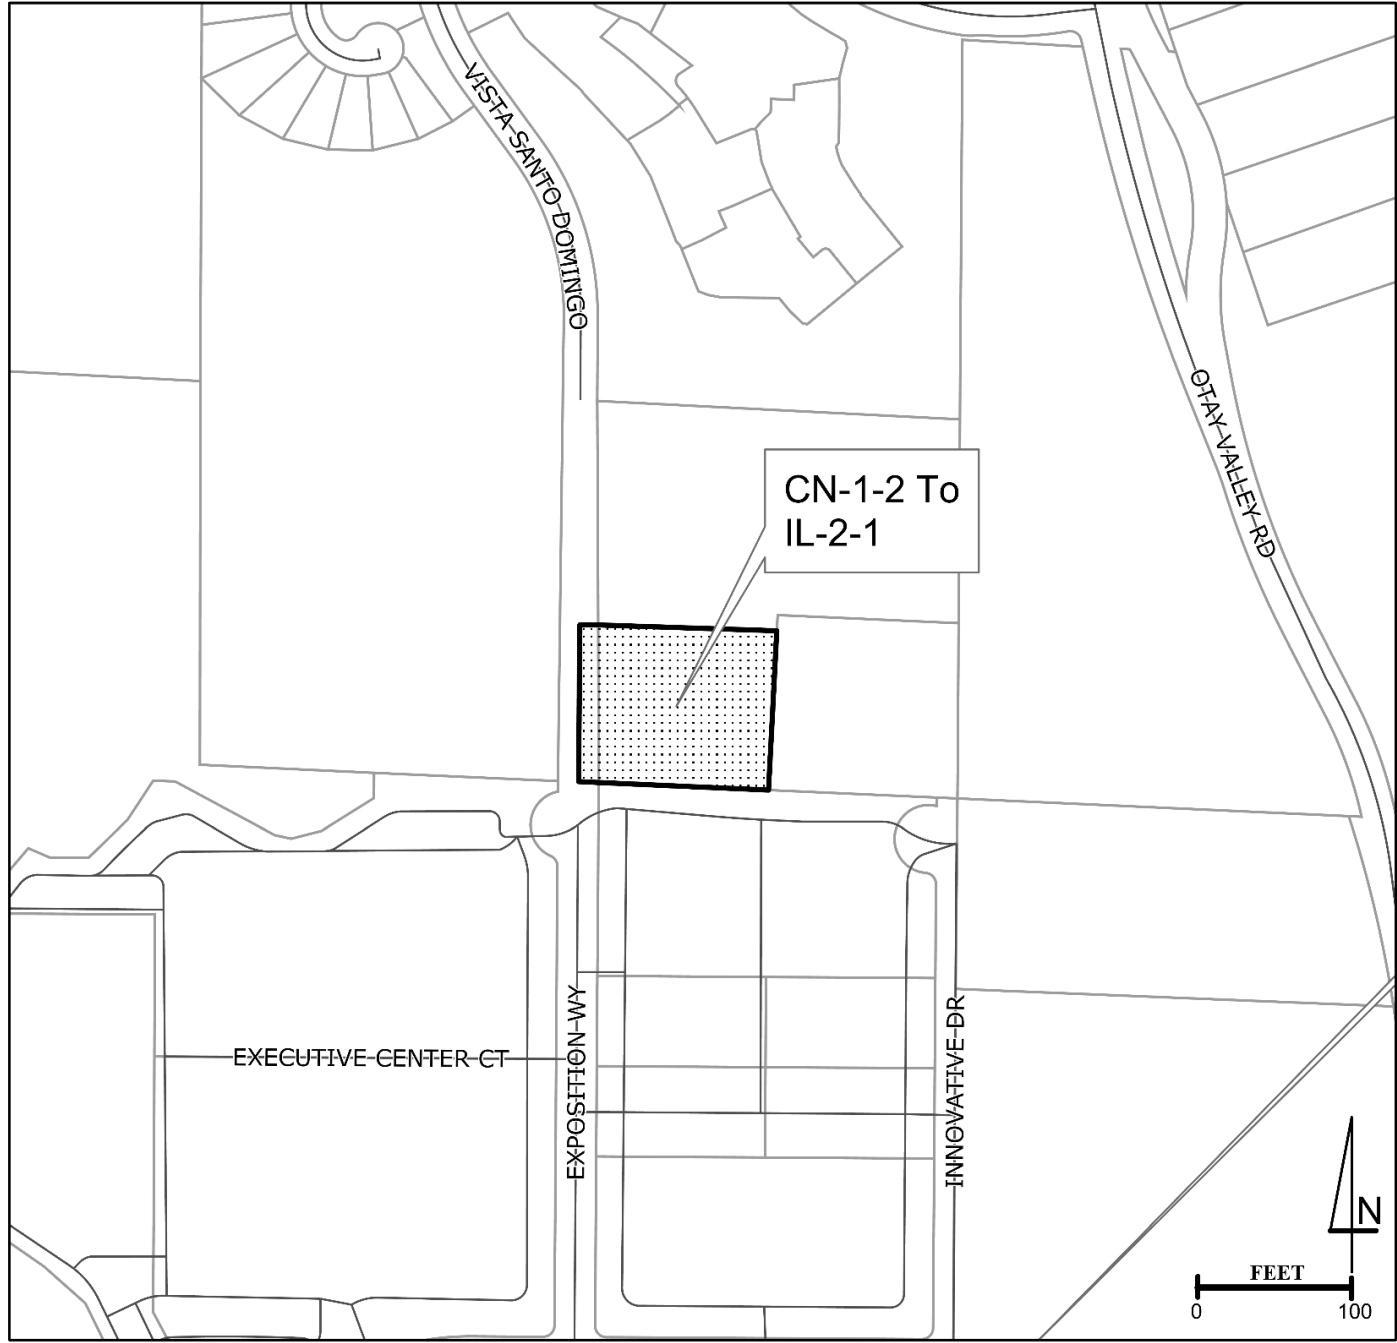 VISTA SANTO DOMINGO
OTAY VALLEY RD
CN-1-2 To
IL-2-1
EXECUTIVE CENTER CT
EXPOSITION WY
INNOVATIVE DR
N
FEET
0 100